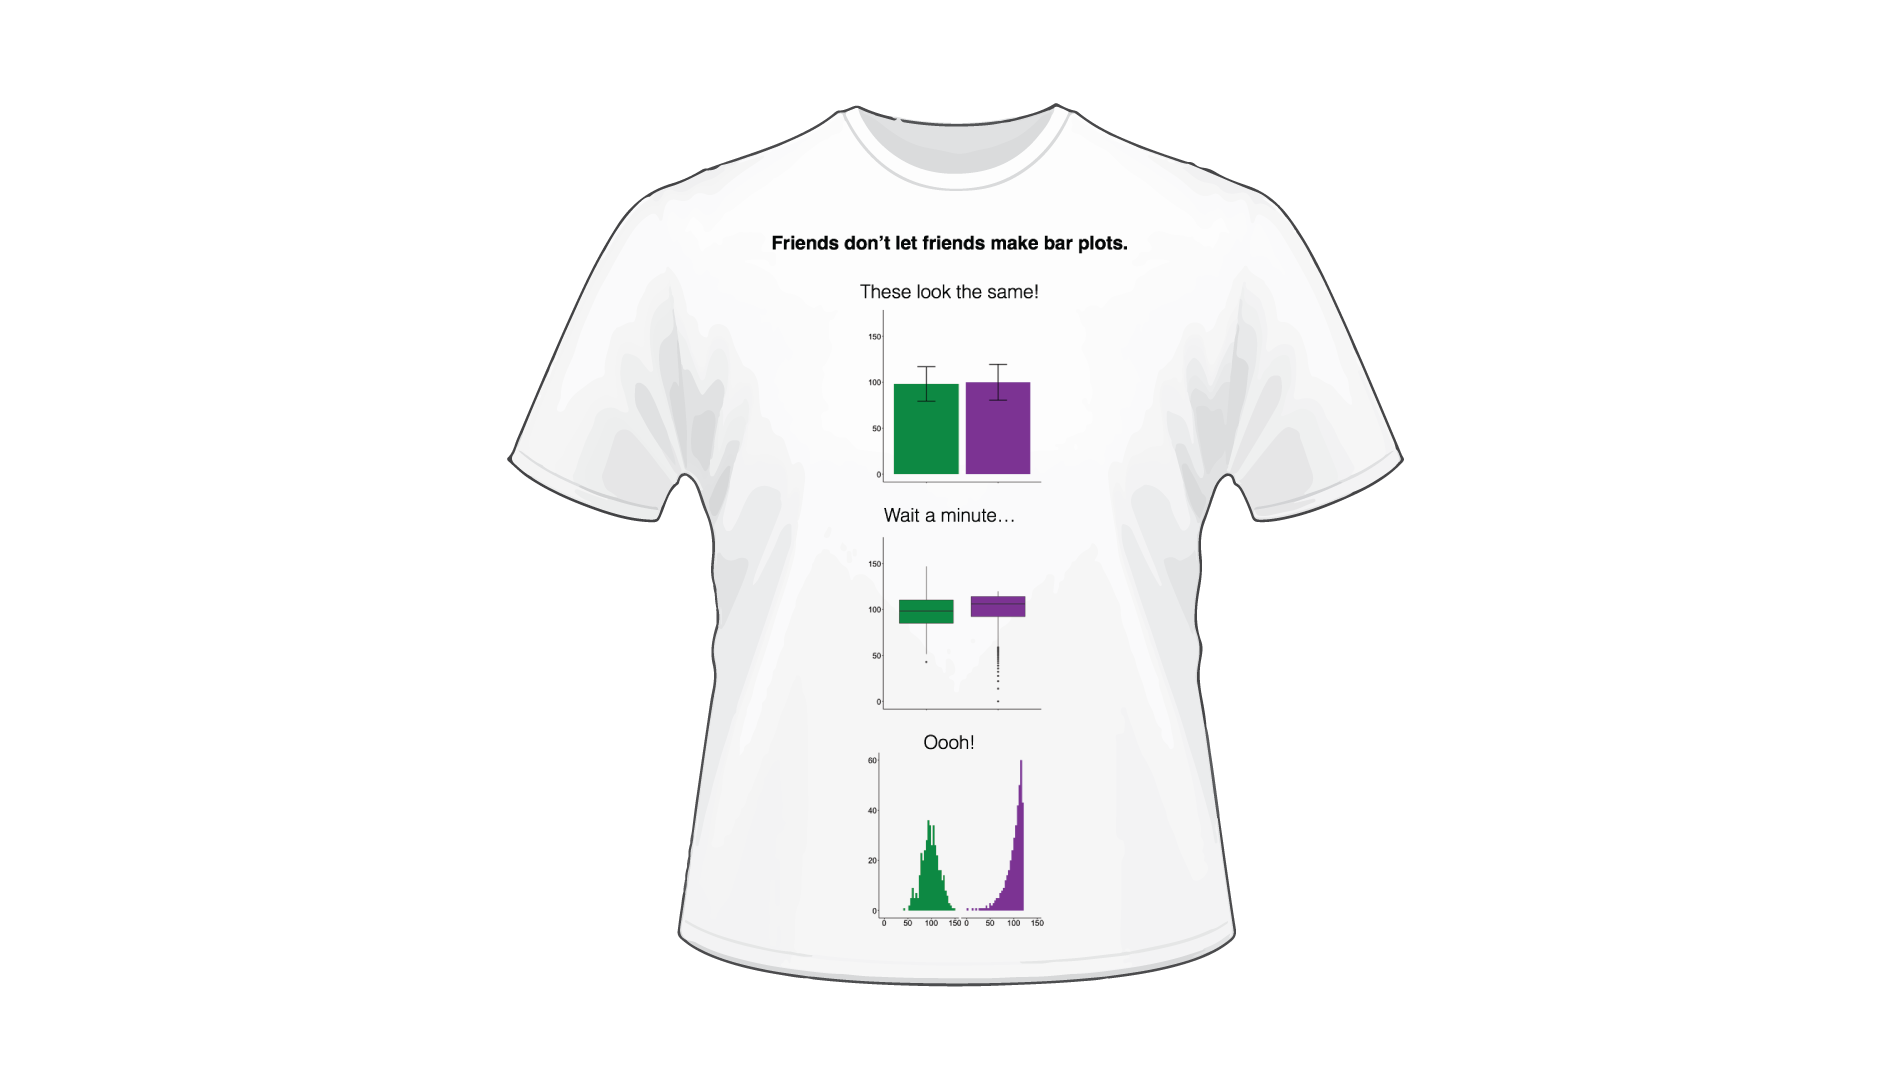 Friends don’t let friends make bar plots.
These look the same!
150
100
50
0
Wait a minute…
150
100
50
0
Oooh!
60
40
20
0
0 50 100 150 0 50 100 150